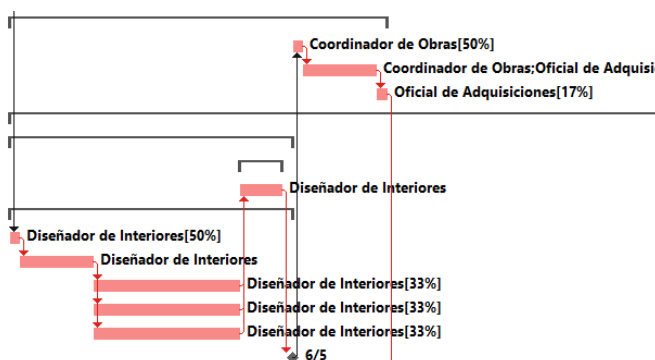 Coordinador de Obras[50%]
Coordinador de Obras;Oficial de
Oficial de Adquisiciones[17%]
Diseñador de Interiores
Diseñador de Interiores[50%]
Diseñador de Interiores
Diseñador de Interiores[33%]
Diseñador de Interiores[33%]
Diseñador de Interiores[33%]
6/5